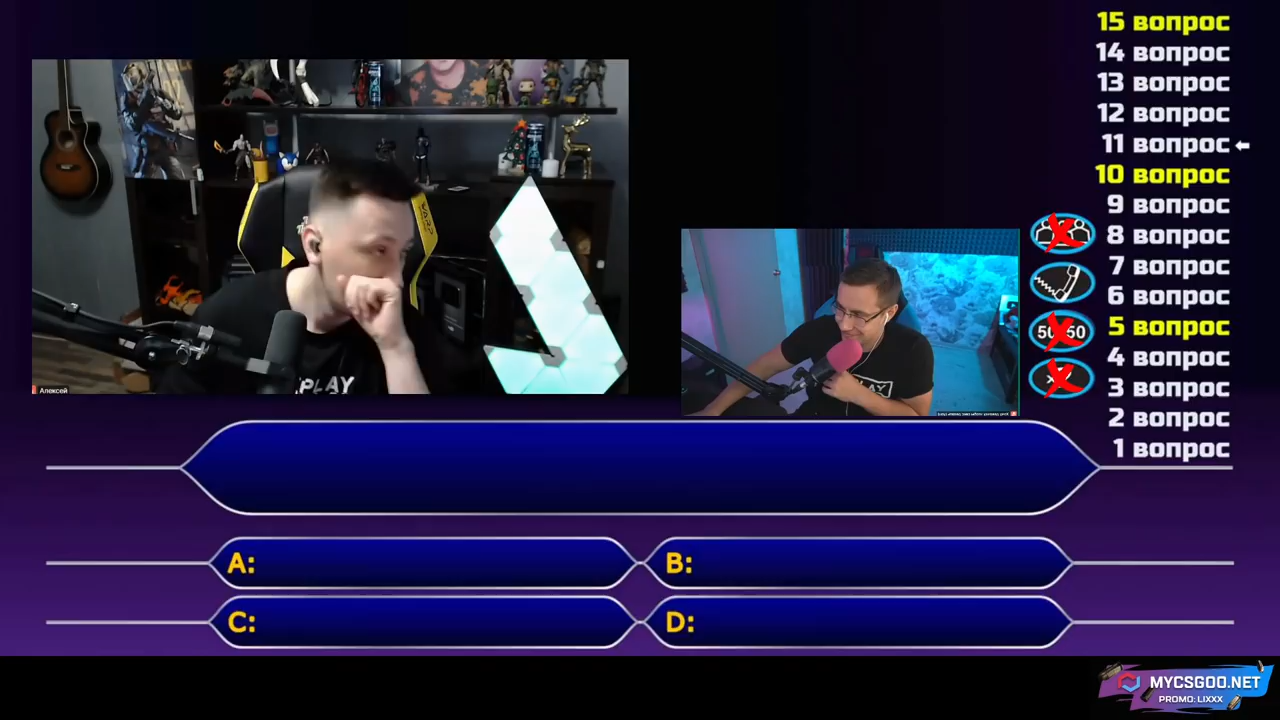 15 вопрос
14 вопрос
13 вопрос
12 вопрос
11 вопрос
10 вопрос
9 вопрос
8 вопрос
7 вопрос
6 вопрос
5 вопрос
4 вопрос
3 вопрос
2 вопрос
1 вопрос
50 50
Алексей
PLAY
A:
B:
C:
D:
MYCSGOO.NET
PROMO: LIXXX